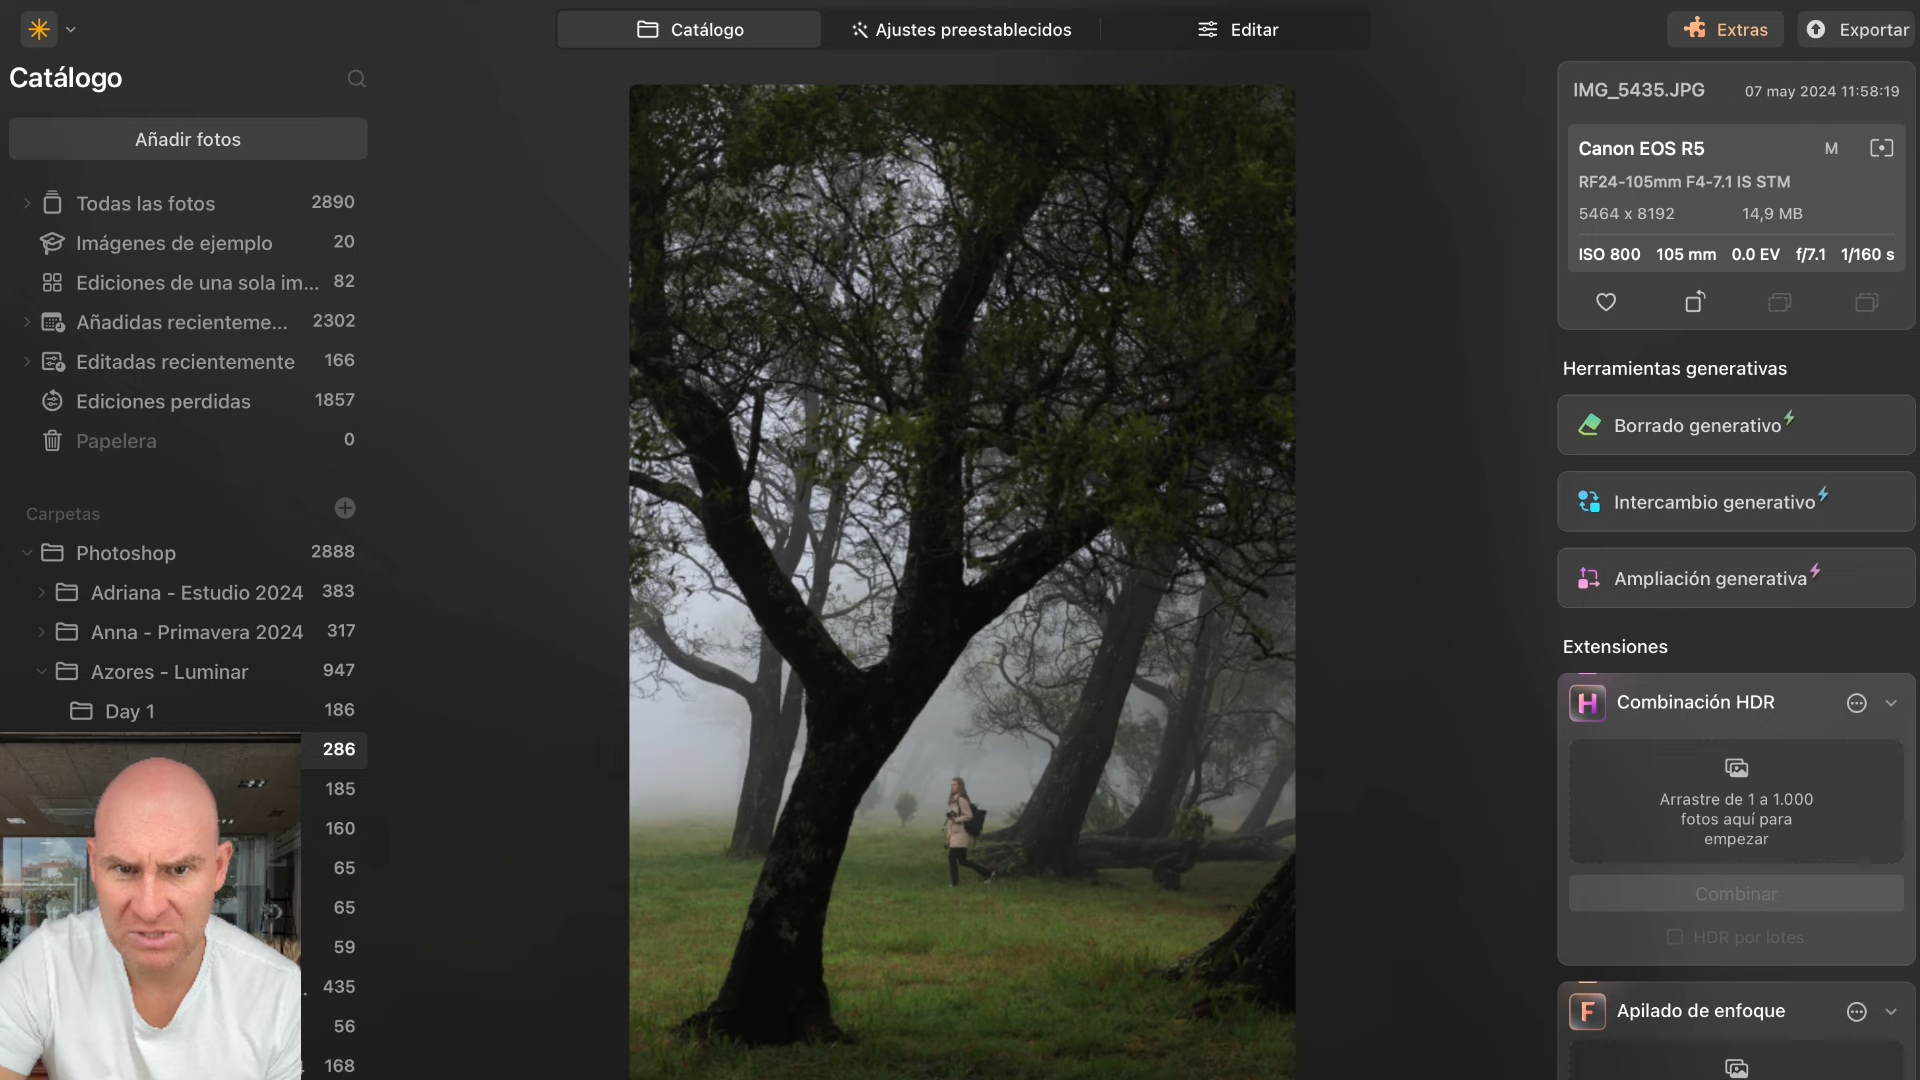 Catálogo
Ajustes preestablecidos
Editar
Extras
Exportar
Catálogo
Añadir fotos
Todas las fotos 2890
Imágenes de ejemplo 20
Ediciones de una sola im... 82
Añadidas recienteme... 2302
Editadas recientemente 166
Ediciones perdidas 1857
Papelera 0
Carpetas
Photoshop 2888
Adriana - Estudio 2024 383
Anna - Primavera 2024 317
Azores - Luminar 947
Day 1 186
286
185
160
65
65
59
435
56
168
IMG_5435.JPG 07 may 2024 11:58:19
Canon EOS R5 M
RF24-105mm F4-7.1 IS STM
5464 x 8192 14,9 MB
ISO 800 105 mm 0.0 EV f/7.1 1/160 s
Herramientas generativas
Borrado generativo
Intercambio generativo
Ampliación generativa
Extensiones
H Combinación HDR
Arrastre de 1 a 1.000
fotos aquí para
empezar
Combinar
HDR por lotes
F Apilado de enfoque